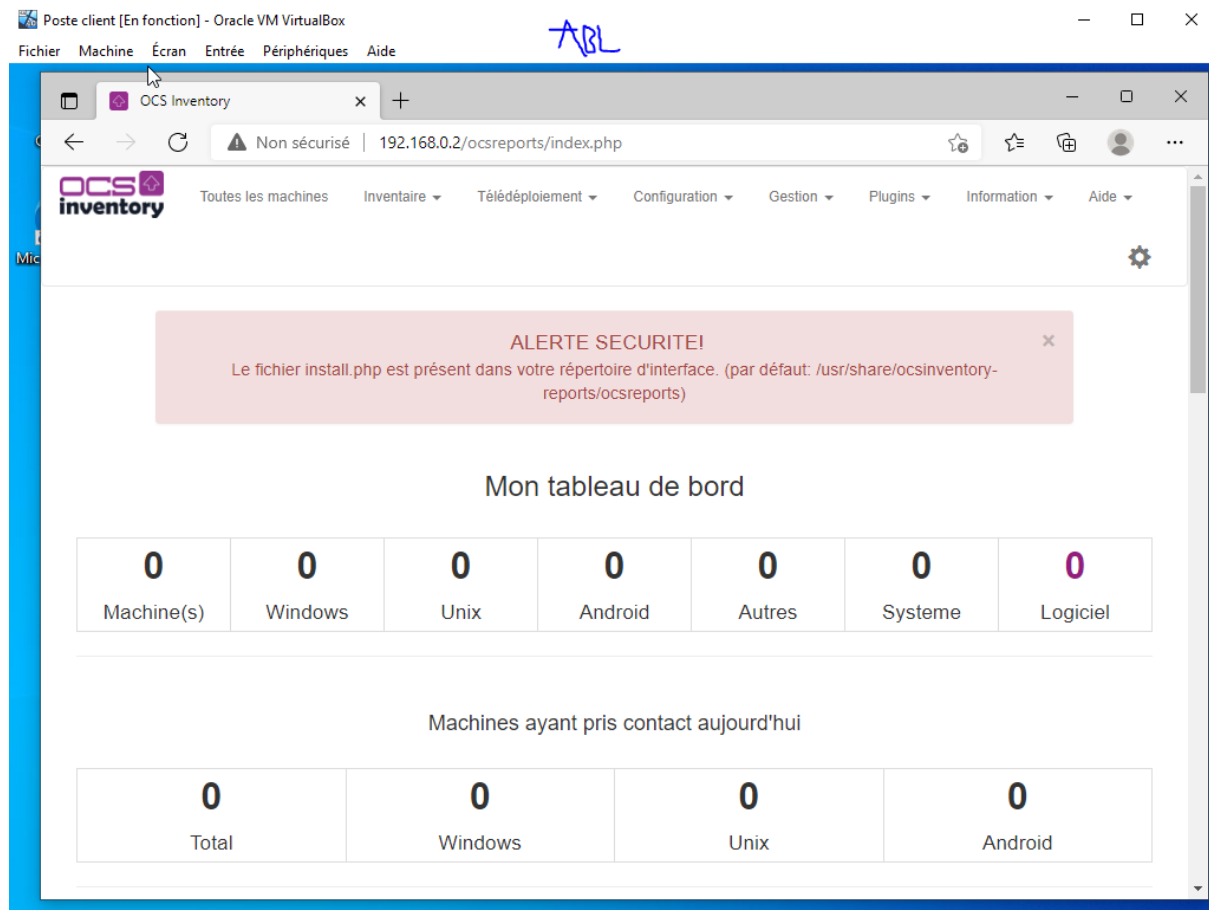 Poste client [En fonction] - Oracle VM VirtualBox
ABL
Fichier Machine Écran Entrée Périphériques Aide
OCS Inventory
Non sécurisé 192.168.0.2/ocsreports/index.php
OCS inventory
Toutes les machines Inventaire Télédéploiement Configuration Gestion Plugins Information Aide
Mic
ALERTE SECURITE!
Le fichier install.php est présent dans votre répertoire d'interface. (par défaut: /usr/share/ocsinventory-
reports/ocsreports)
Mon tableau de bord
0 0 0 0 0 0 0
Machine(s) Windows Unix Android Autres Systeme Logiciel
Machines ayant pris contact aujourd'hui
0 0 0 0
Total Windows Unix Android